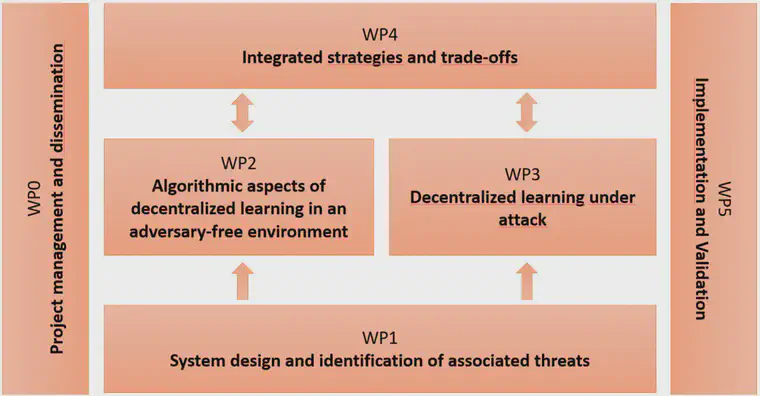 WP0
Project management and dissemination
WP4
Integrated strategies and trade-offs
WP2
Algorithmic aspects of
decentralized learning in an
adversary-free environment
WP3
Decentralized learning under
attack
WP1
System design and identification of associated threats
WP5
Implementation and Validation